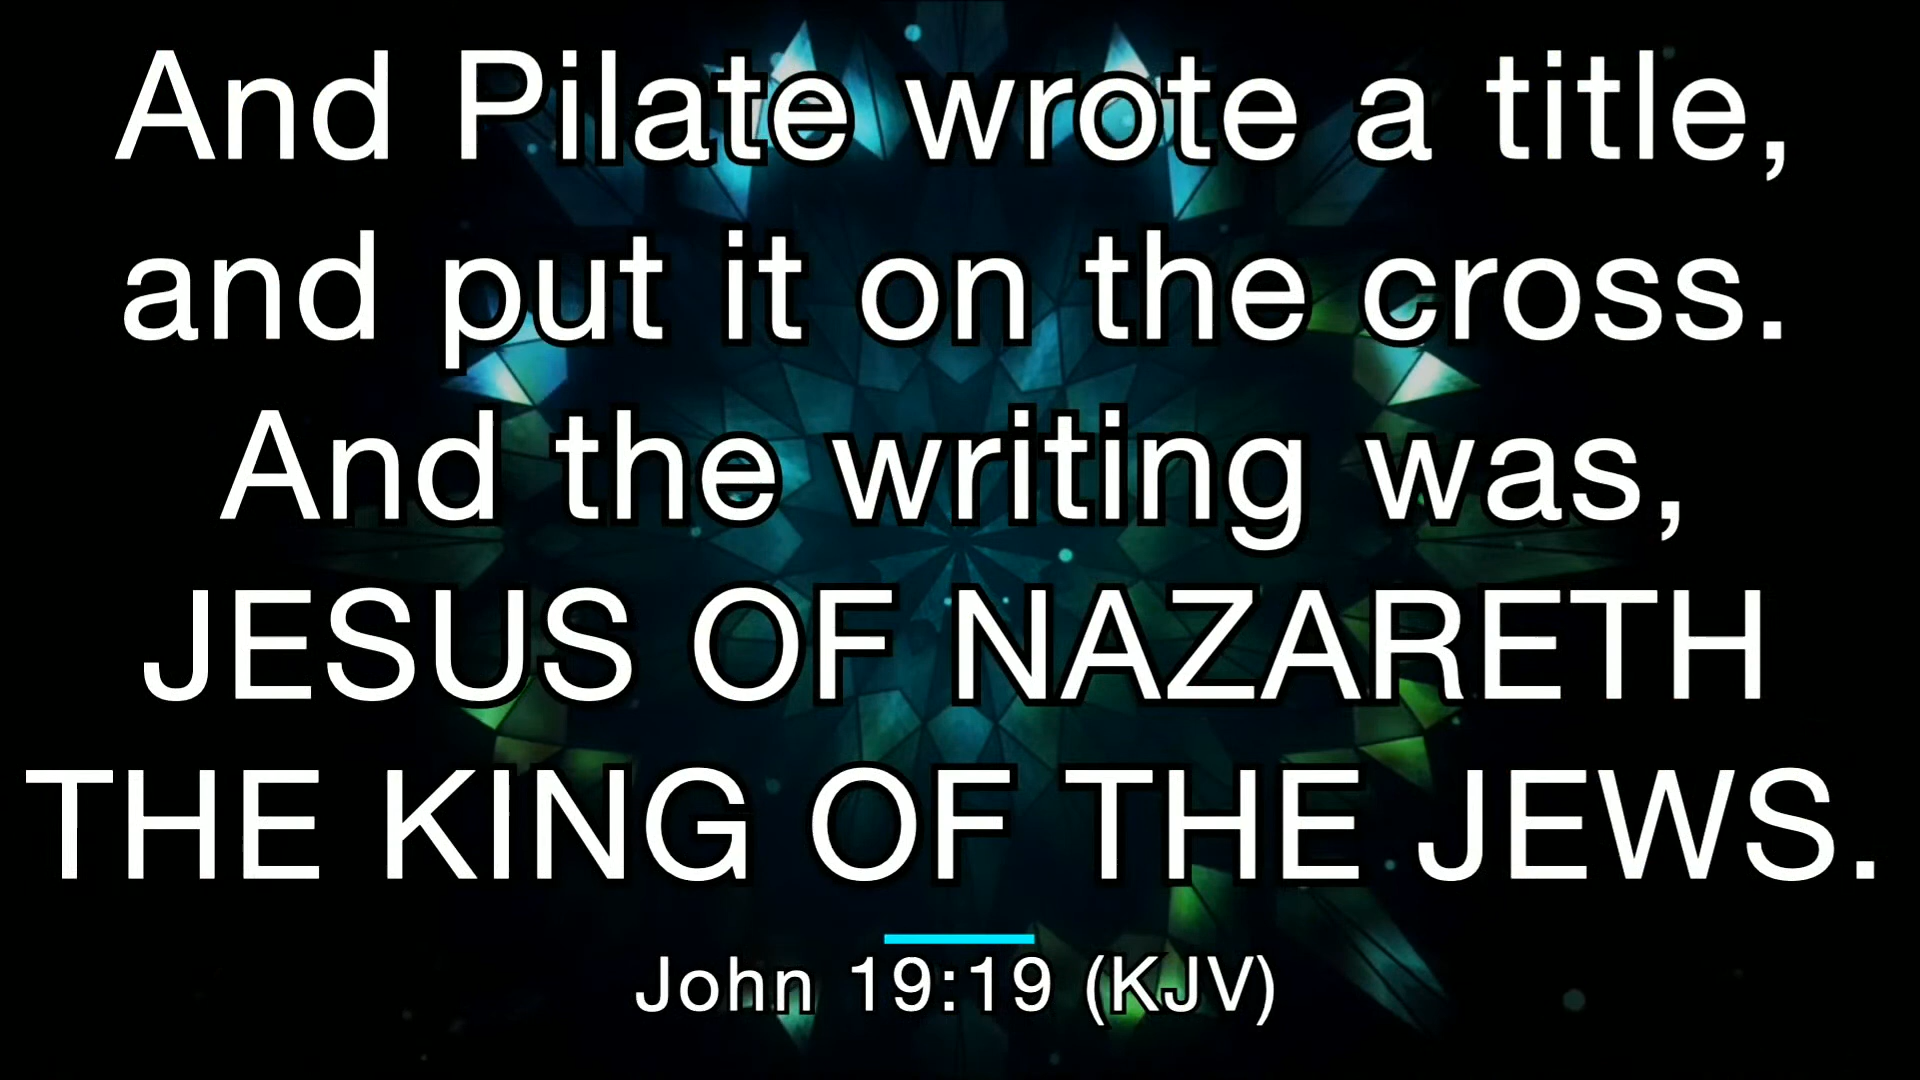 And Pilate wrote a title,
and put it on the cross.
And the writing was,
JESUS OF NAZARETH
THE KING OF THE JEWS.
John 19:19 (KJV)